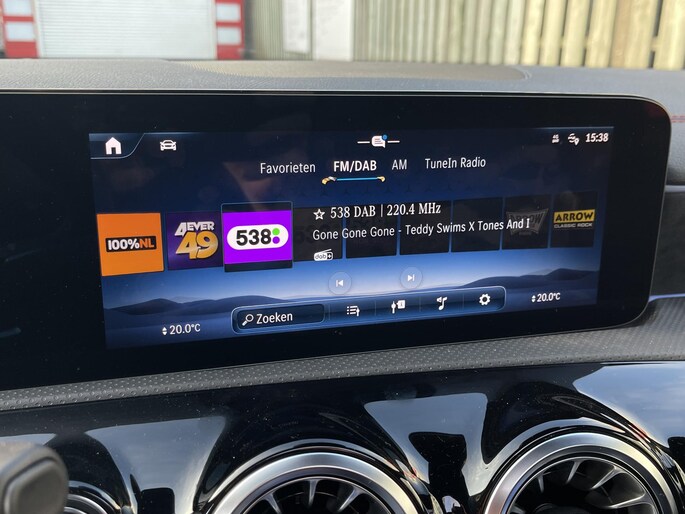 15:38
Favorieten FM/DAB AM TuneIn Radio
100%NL
4EVER 49
538
538 DAB | 220.4 MHz
Gone Gone Gone - Teddy Swims X Tones And I
dab+
ARROW
CLASSIC ROCK
20.0°C
Zoeken
20.0°C